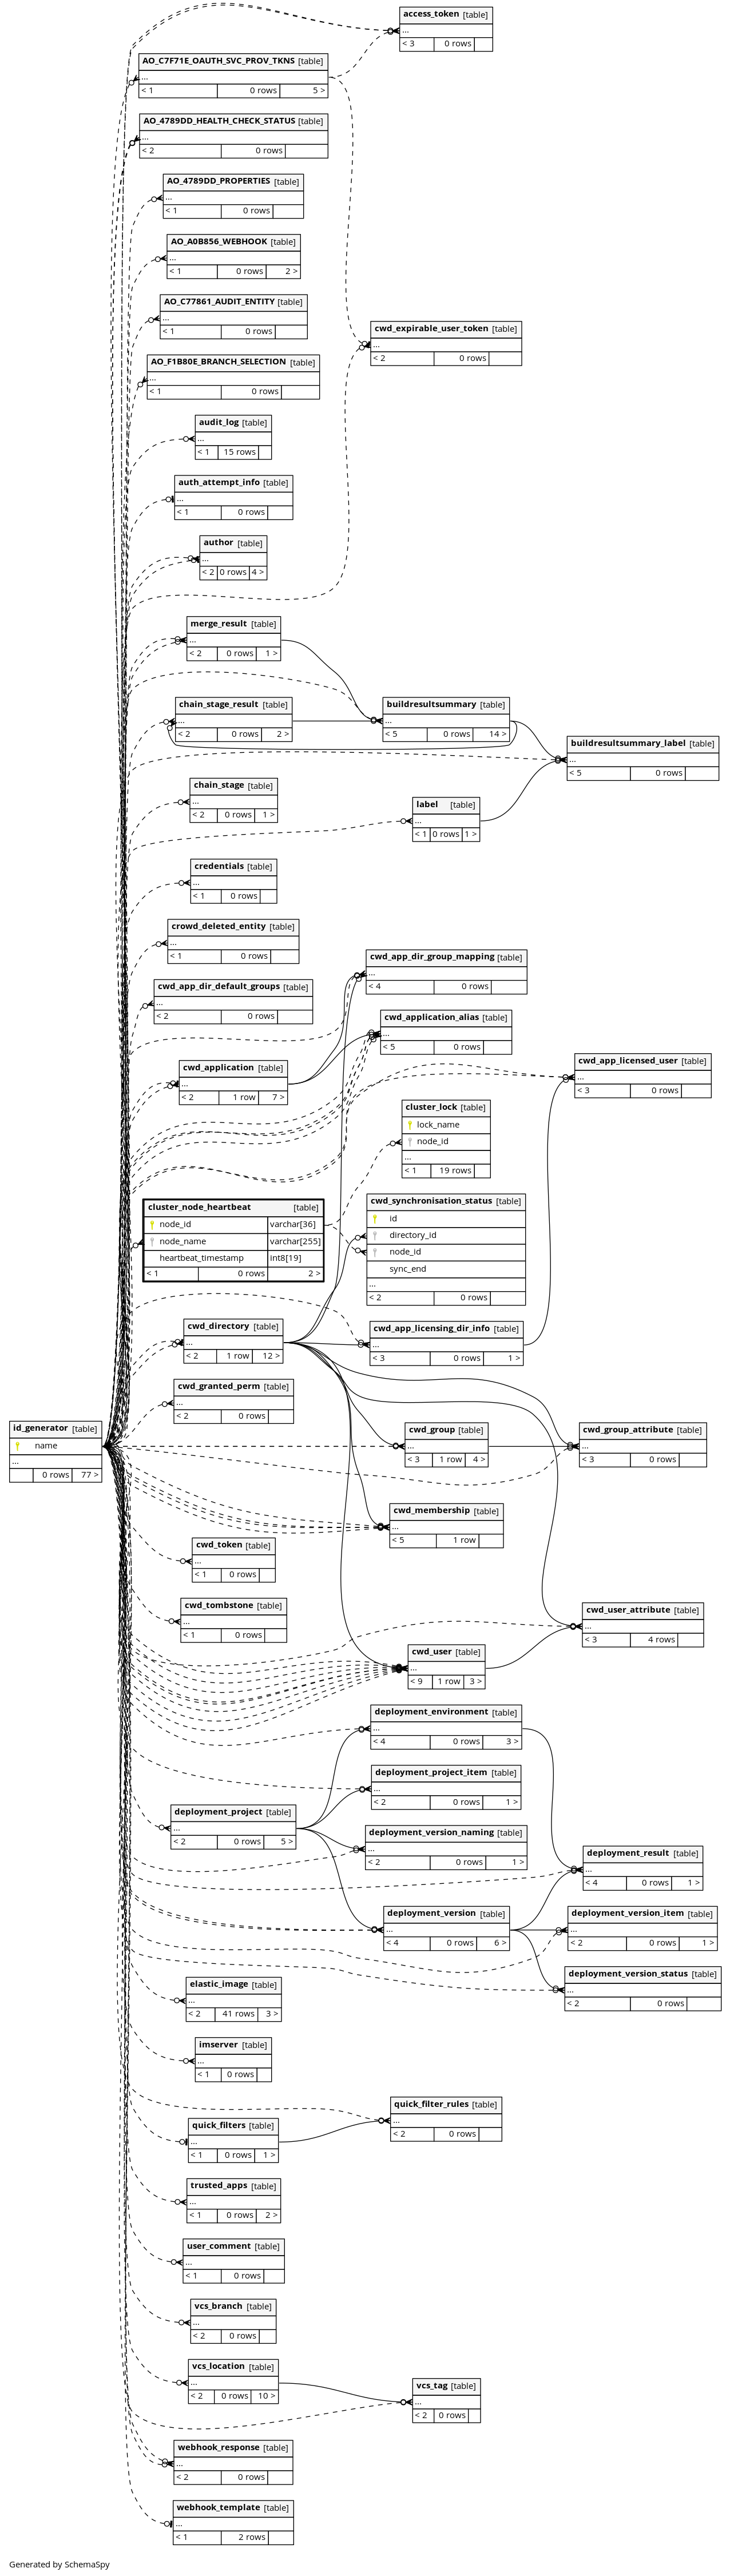 access_token [table]
...
< 3 0 rows
AO_C7F71E_OAUTH_SVC_PROV_TKNS [table]
...
< 1 0 rows 5 >
AO_4789DD_HEALTH_CHECK_STATUS [table]
...
< 2 0 rows
AO_4789DD_PROPERTIES [table]
...
< 1 0 rows
AO_A0B856_WEBHOOK [table]
...
< 1 0 rows 2 >
AO_C77861_AUDIT_ENTITY [table]
...
< 1 0 rows
cwd_expirable_user_token [table]
...
< 2 0 rows
AO_F1B80E_BRANCH_SELECTION [table]
...
< 1 0 rows
audit_log [table]
...
< 1 15 rows
auth_attempt_info [table]
...
< 1 0 rows
author [table]
...
< 2 0 rows 4 >
merge_result [table]
...
< 2 0 rows 1 >
chain_stage_result [table]
...
< 2 0 rows 2 >
buildresultsummary [table]
...
< 5 0 rows 14 >
buildresultsummary_label [table]
...
< 5 0 rows
chain_stage [table]
...
< 2 0 rows 1 >
label [table]
...
< 1 0 rows 1 >
credentials [table]
...
< 1 0 rows
crowd_deleted_entity [table]
...
< 1 0 rows
cwd_app_dir_group_mapping [table]
...
< 4 0 rows
cwd_app_dir_default_groups [table]
...
< 2 0 rows
cwd_application_alias [table]
...
< 5 0 rows
cwd_application [table]
...
< 2 1 row 7 >
cwd_app_licensed_user [table]
...
< 3 0 rows
cluster_lock [table]
lock_name
node_id
...
< 1 19 rows
cluster_node_heartbeat [table]
node_id varchar[36]
node_name varchar[255]
heartbeat_timestamp int8[19]
< 1 0 rows 2 >
cwd_synchronisation_status [table]
id
directory_id
node_id
sync_end
...
< 2 0 rows
cwd_directory [table]
...
< 2 1 row 12 >
cwd_app_licensing_dir_info [table]
...
< 3 0 rows 1 >
cwd_granted_perm [table]
...
< 2 0 rows
id_generator [table]
name
...
0 rows 77 >
cwd_group [table]
...
< 3 1 row 4 >
cwd_group_attribute [table]
...
< 3 0 rows
cwd_membership [table]
...
< 5 1 row
cwd_token [table]
...
< 1 0 rows
cwd_tombstone [table]
...
< 1 0 rows
cwd_user_attribute [table]
...
< 3 4 rows
cwd_user [table]
...
< 9 1 row 3 >
deployment_environment [table]
...
< 4 0 rows 3 >
deployment_project_item [table]
...
< 2 0 rows 1 >
deployment_project [table]
...
< 2 0 rows 5 >
deployment_version_naming [table]
...
< 2 0 rows 1 >
deployment_result [table]
...
< 4 0 rows 1 >
deployment_version [table]
...
< 4 0 rows 6 >
deployment_version_item [table]
...
< 2 0 rows 1 >
deployment_version_status [table]
...
< 2 0 rows
elastic_image [table]
...
< 2 41 rows 3 >
imserver [table]
...
< 1 0 rows
quick_filter_rules [table]
...
< 2 0 rows
quick_filters [table]
...
< 1 0 rows 1 >
trusted_apps [table]
...
< 1 0 rows 2 >
user_comment [table]
...
< 1 0 rows
vcs_branch [table]
...
< 2 0 rows
vcs_location [table]
...
< 2 0 rows 10 >
vcs_tag [table]
...
< 2 0 rows
webhook_response [table]
...
< 2 0 rows
webhook_template [table]
...
< 1 2 rows
Generated by SchemaSpy